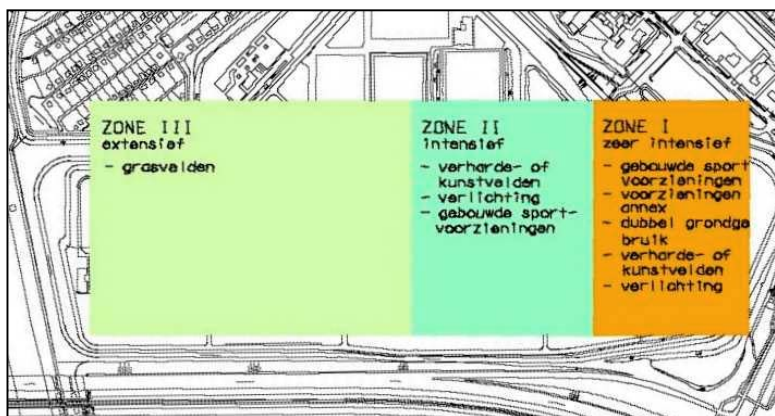 ZONE III
extensief
- grasvelden
ZONE II
intensief
- verharde- of
kunstvelden
- verlichting
- gebouwde sport-
voorzieningen
ZONE I
zeer intensief
- gebouwde sport
voorzieningen
- voorzieningen
annex
- dubbel grondge
bruik
- verharde- of
kunstvelden
- verlichting